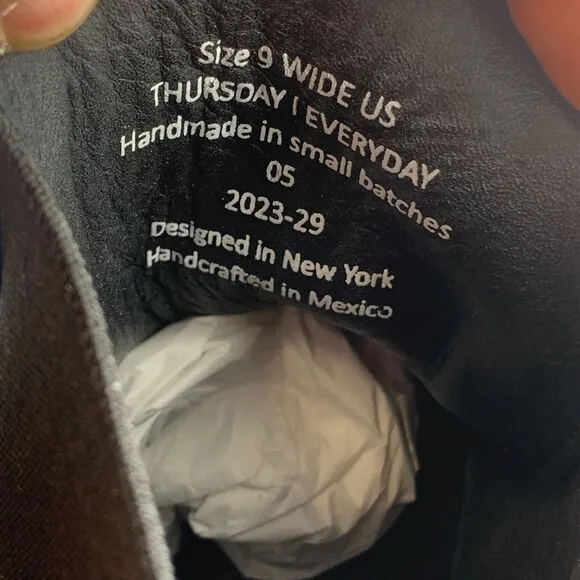 Size 9 WIDE US
THURSDAY | EVERYDAY
Handmade in small batches
05
2023-29
Designed in New York
Handcrafted in Mexico